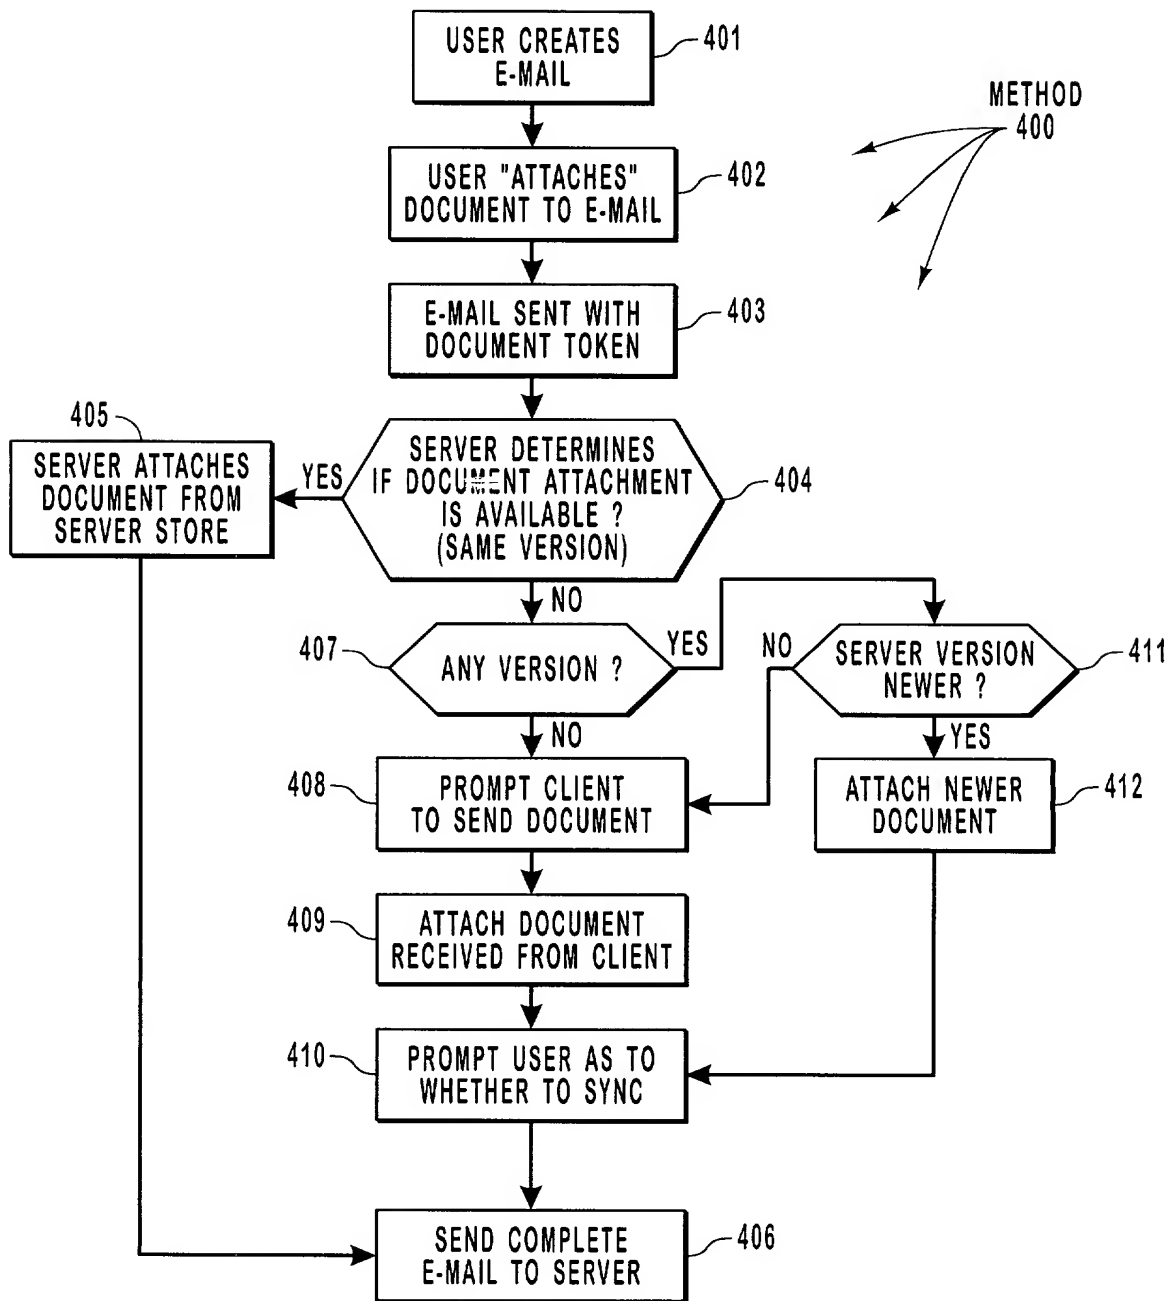 USER CREATES
E-MAIL
401
METHOD
400
USER "ATTACHES"
DOCUMENT TO E-MAIL
402
E-MAIL SENT WITH
DOCUMENT TOKEN
403
405
SERVER ATTACHES
DOCUMENT FROM
SERVER STORE
YES
SERVER DETERMINES
IF DOCUMENT ATTACHMENT
IS AVAILABLE ?
(SAME VERSION)
404
NO
407
ANY VERSION ?
YES
NO
SERVER VERSION
NEWER ?
411
NO
YES
408
PROMPT CLIENT
TO SEND DOCUMENT
ATTACH NEWER
DOCUMENT
412
409
ATTACH DOCUMENT
RECEIVED FROM CLIENT
410
PROMPT USER AS TO
WHETHER TO SYNC
SEND COMPLETE
E-MAIL TO SERVER
406